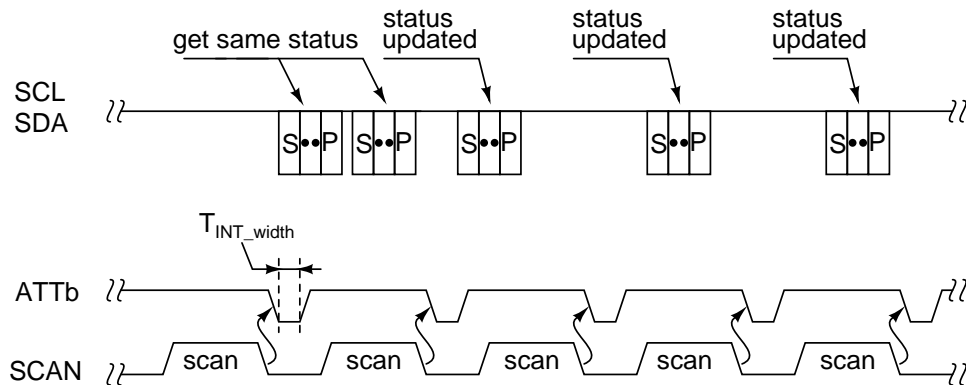 status
updated
status
updated
status
updated
get same status
SCL
SDA
S••P S••P S••P S••P S••P
TINT_width
ATTb
SCAN scan scan scan scan scan